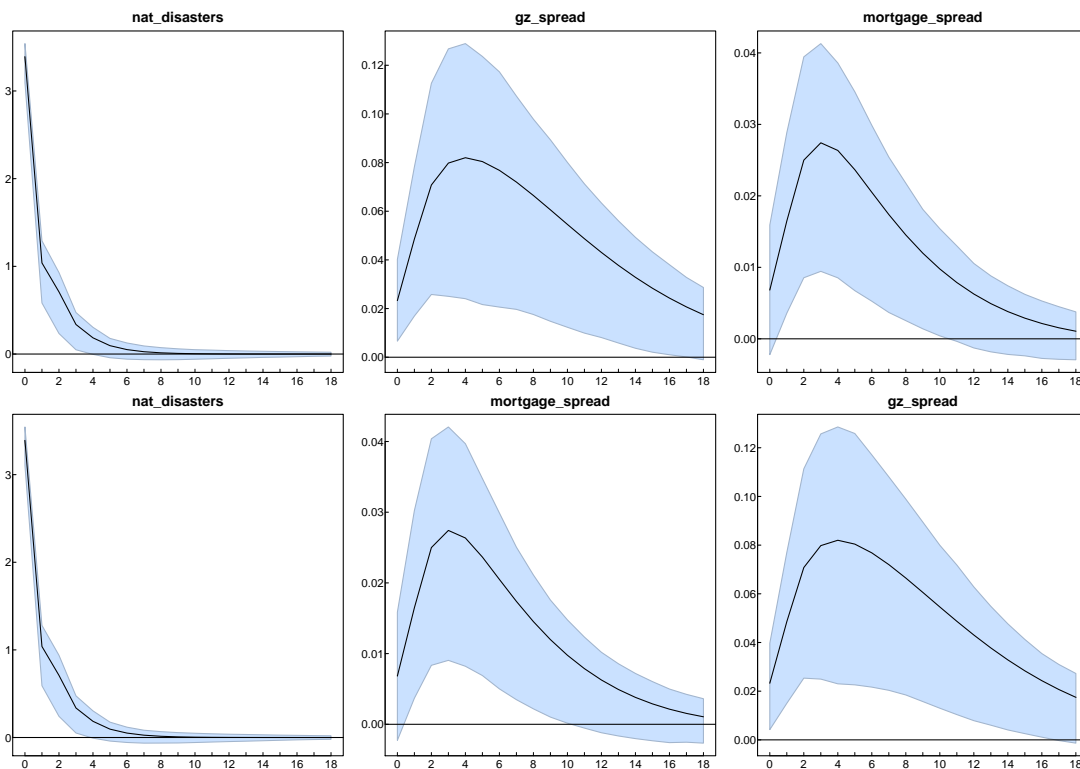 nat_disasters gz_spread mortgage_spread
3 0.12 0.04
2 0.10 0.03
1 0.08 0.02
0 0.06 0.01
0.04 0.00
0.02
0.00
0 2 4 6 8 10 12 14 16 18 0 2 4 6 8 10 12 14 16 18 0 2 4 6 8 10 12 14 16 18
nat_disasters mortgage_spread gz_spread
3 0.04 0.12
2 0.03 0.10
1 0.02 0.08
0 0.01 0.06
0.00 0.04
0.02
0.00
0 2 4 6 8 10 12 14 16 18 0 2 4 6 8 10 12 14 16 18 0 2 4 6 8 10 12 14 16 18